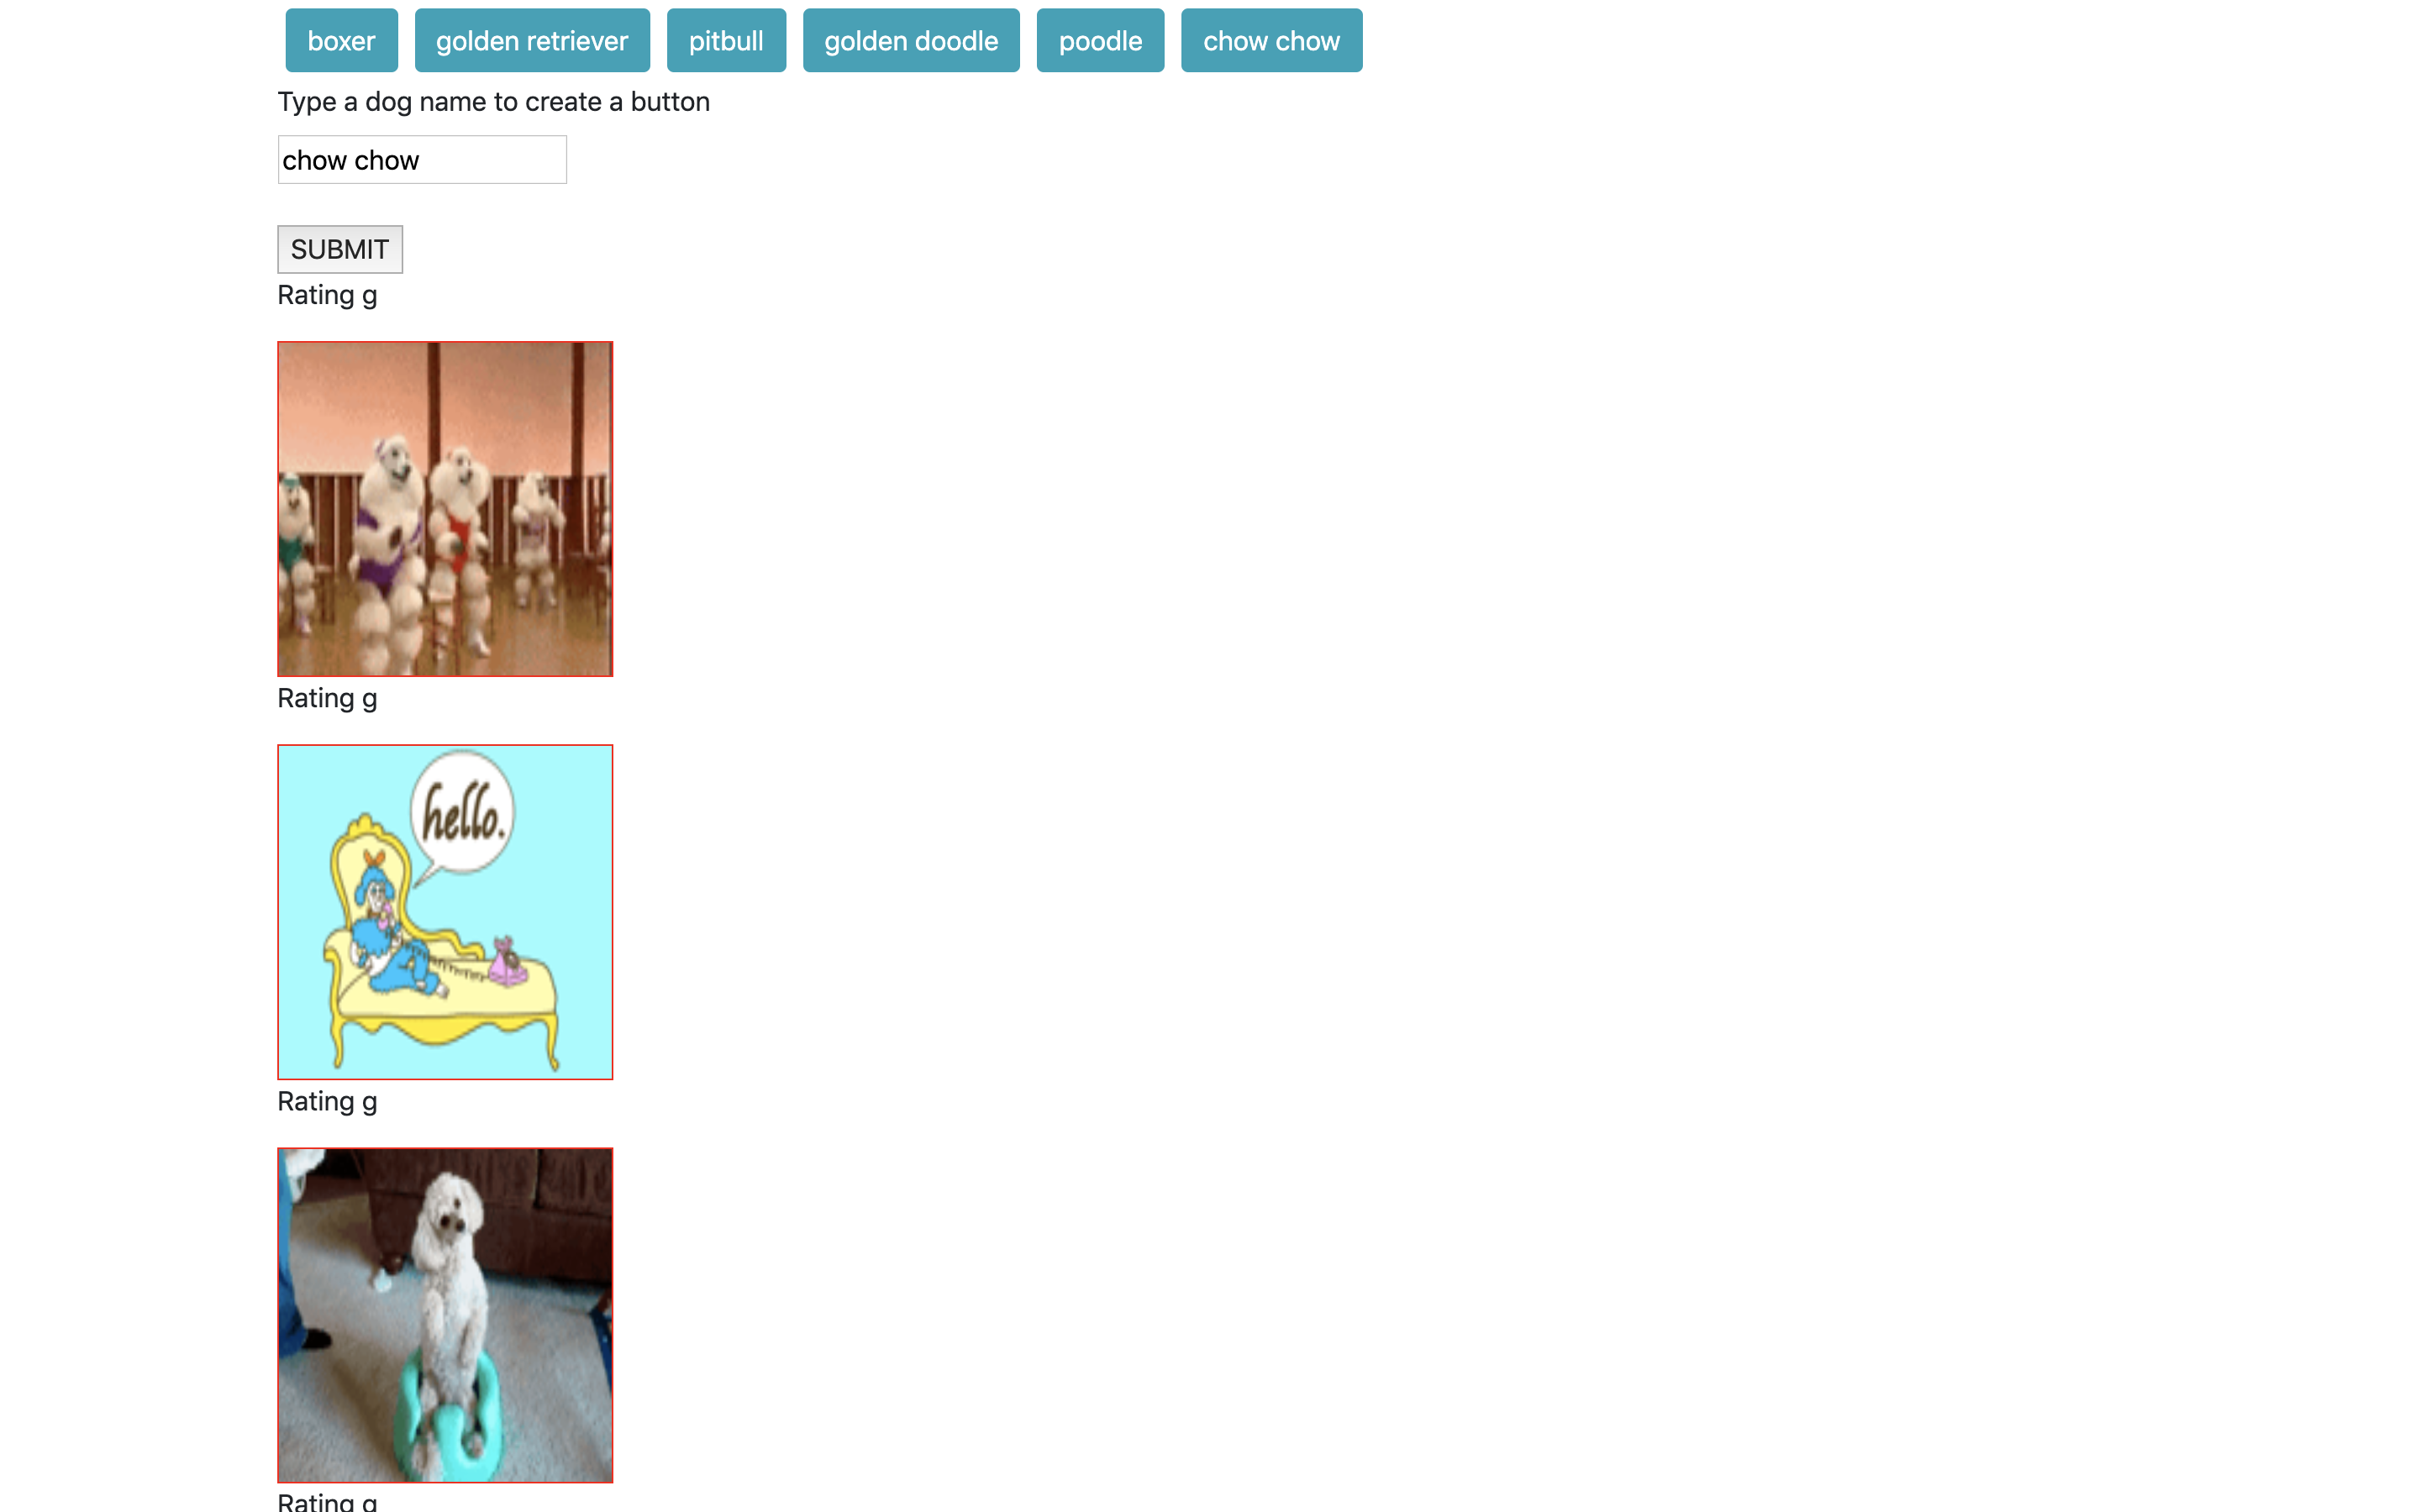 boxer golden retriever pitbull golden doodle poodle chow chow
Type a dog name to create a button
chow chow
SUBMIT
Rating g
Rating g
hello.
Rating g
Rating g